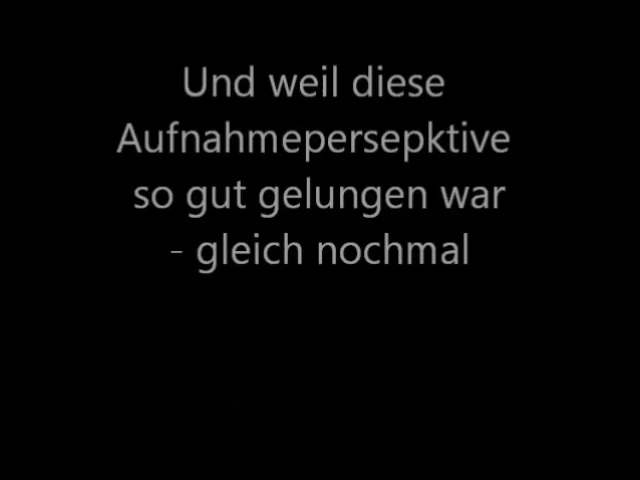 Und weil diese
Aufnahmepersepktive
so gut gelungen war
- gleich nochmal